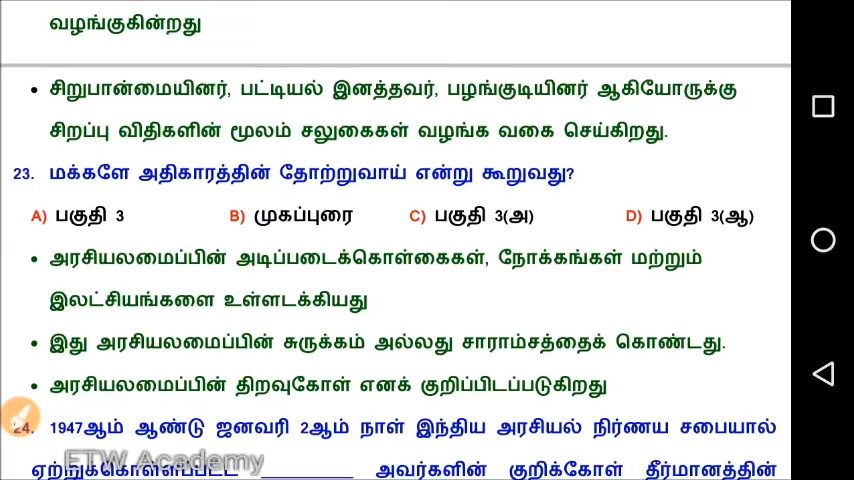 வழங்குகின்றது
• சிறுபான்மையினர், பட்டியல் இனத்தவர், பழங்குடியினர் ஆகியோருக்கு
சிறப்பு விதிகளின் மூலம் சலுகைகள் வழங்க வகை செய்கிறது.
23. மக்களே அதிகாரத்தின் தோற்றுவாய் என்று கூறுவது?
A) பகுதி 3 B) முகப்புரை C) பகுதி 3(அ) D) பகுதி 3(ஆ)
• அரசியலமைப்பின் அடிப்படைக்கொள்கைகள், நோக்கங்கள் மற்றும்
இலட்சியங்களை உள்ளடக்கியது
• இது அரசியலமைப்பின் சுருக்கம் அல்லது சாராம்சத்தைக் கொண்டது.
• அரசியலமைப்பின் திறவுகோள் எனக் குறிப்பிடப்படுகிறது
24. 1947ஆம் ஆண்டு ஜனவரி 2ஆம் நாள் இந்திய அரசியல் நிர்ணய சபையால்
ஏற்றுக்கொள்ளப்பட்ட __________ அவர்களின் குறிக்கோள் தீர்மானத்தின்
ETW Academy